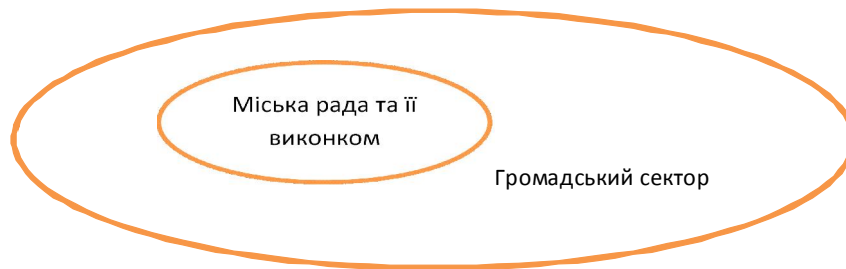 Міська рада та її
виконком
Громадський сектор